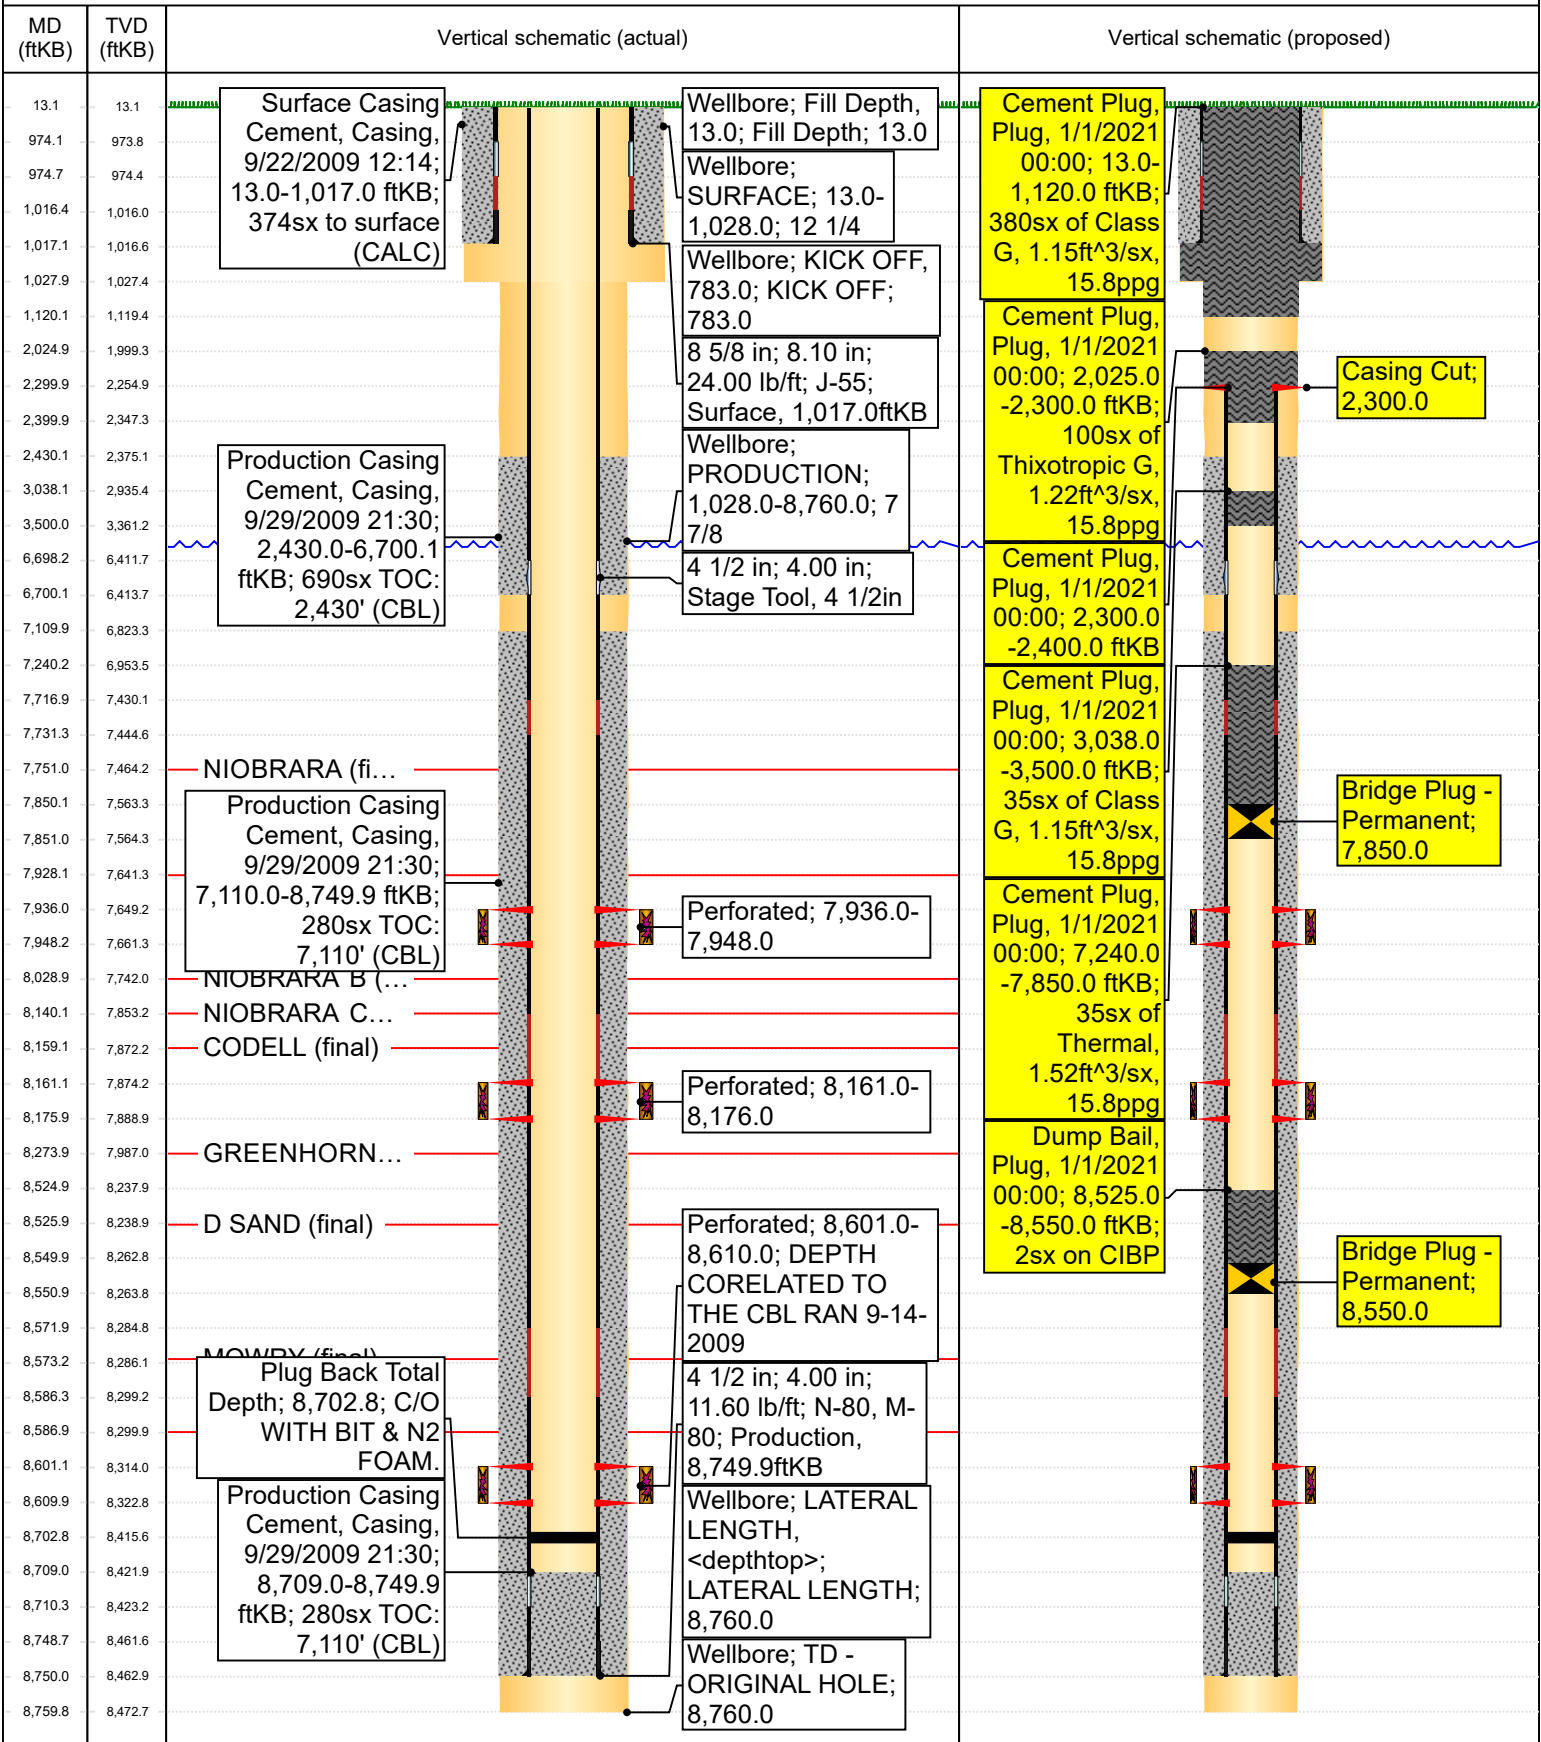 MD
(ftKB)
TVD
(ftKB)
Vertical schematic (actual)
Vertical schematic (proposed)
13.1 13.1
974.1 973.8
974.7 974.4
1,016.4 1,016.0
1,017.1 1,016.6
1,027.9 1,027.4
1,120.1 1,119.4
2,024.9 1,999.3
2,299.9 2,254.9
2,399.9 2,347.3
2,430.1 2,375.1
3,038.1 2,935.4
3,500.0 3,361.2
6,698.2 6,411.7
6,700.1 6,413.7
7,109.9 6,823.3
7,240.2 6,953.5
7,716.9 7,430.1
7,731.3 7,444.6
7,751.0 7,464.2
7,850.1 7,563.3
7,851.0 7,564.3
7,928.1 7,641.3
7,936.0 7,649.2
7,948.2 7,661.3
8,028.9 7,742.0
8,140.1 7,853.2
8,159.1 7,872.2
8,161.1 7,874.2
8,175.9 7,888.9
8,273.9 7,987.0
8,524.9 8,237.9
8,525.9 8,238.9
8,549.9 8,262.8
8,550.9 8,263.8
8,571.9 8,284.8
8,573.2 8,286.1
8,586.3 8,299.2
8,586.9 8,299.9
8,601.1 8,314.0
8,609.9 8,322.8
8,702.8 8,415.6
8,709.0 8,421.9
8,710.3 8,423.2
8,748.7 8,461.6
8,750.0 8,462.9
8,759.8 8,472.7
Surface Casing
Cement, Casing,
9/22/2009 12:14;
13.0-1,017.0 ftKB;
374sx to surface
(CALC)
Production Casing
Cement, Casing,
9/29/2009 21:30;
2,430.0-6,700.1
ftKB; 690sx TOC:
2,430' (CBL)
NIOBRARA (fi...
Production Casing
Cement, Casing,
9/29/2009 21:30;
7,110.0-8,749.9 ftKB;
280sx TOC:
7,110' (CBL)
NIOBRARA B (...
NIOBRARA C...
CODELL (final)
GREENHORN...
D SAND (final)
MOWRY (final)
Plug Back Total
Depth; 8,702.8; C/O
WITH BIT & N2
FOAM.
Production Casing
Cement, Casing,
9/29/2009 21:30;
8,709.0-8,749.9
ftKB; 280sx TOC:
7,110' (CBL)
Wellbore; Fill Depth,
13.0; Fill Depth; 13.0
Wellbore;
SURFACE; 13.0-
1,028.0; 12 1/4
Wellbore; KICK OFF,
783.0; KICK OFF;
783.0
8 5/8 in; 8.10 in;
24.00 lb/ft; J-55;
Surface, 1,017.0ftKB
Wellbore;
PRODUCTION;
1,028.0-8,760.0; 7
7/8
4 1/2 in; 4.00 in;
Stage Tool, 4 1/2in
Perforated; 7,936.0-
7,948.0
Perforated; 8,161.0-
8,176.0
Perforated; 8,601.0-
8,610.0; DEPTH
CORELATED TO
THE CBL RAN 9-14-
2009
4 1/2 in; 4.00 in;
11.60 lb/ft; N-80, M-
80; Production,
8,749.9ftKB
Wellbore; LATERAL
LENGTH,
<depthtop>;
LATERAL LENGTH;
8,760.0
Wellbore; TD -
ORIGINAL HOLE;
8,760.0
Cement Plug,
Plug, 1/1/2021
00:00; 13.0-
1,120.0 ftKB;
380sx of Class
G, 1.15ft^3/sx,
15.8ppg
Cement Plug,
Plug, 1/1/2021
00:00; 2,025.0
-2,300.0 ftKB;
100sx of
Thixotropic G,
1.22ft^3/sx,
15.8ppg
Cement Plug,
Plug, 1/1/2021
00:00; 2,300.0
-2,400.0 ftKB
Cement Plug,
Plug, 1/1/2021
00:00; 3,038.0
-3,500.0 ftKB;
35sx of Class
G, 1.15ft^3/sx,
15.8ppg
Cement Plug,
Plug, 1/1/2021
00:00; 7,240.0
-7,850.0 ftKB;
35sx of
Thermal,
1.52ft^3/sx,
15.8ppg
Dump Bail,
Plug, 1/1/2021
00:00; 8,525.0
-8,550.0 ftKB;
2sx on CIBP
Casing Cut;
2,300.0
Bridge Plug -
Permanent;
7,850.0
Bridge Plug -
Permanent;
8,550.0